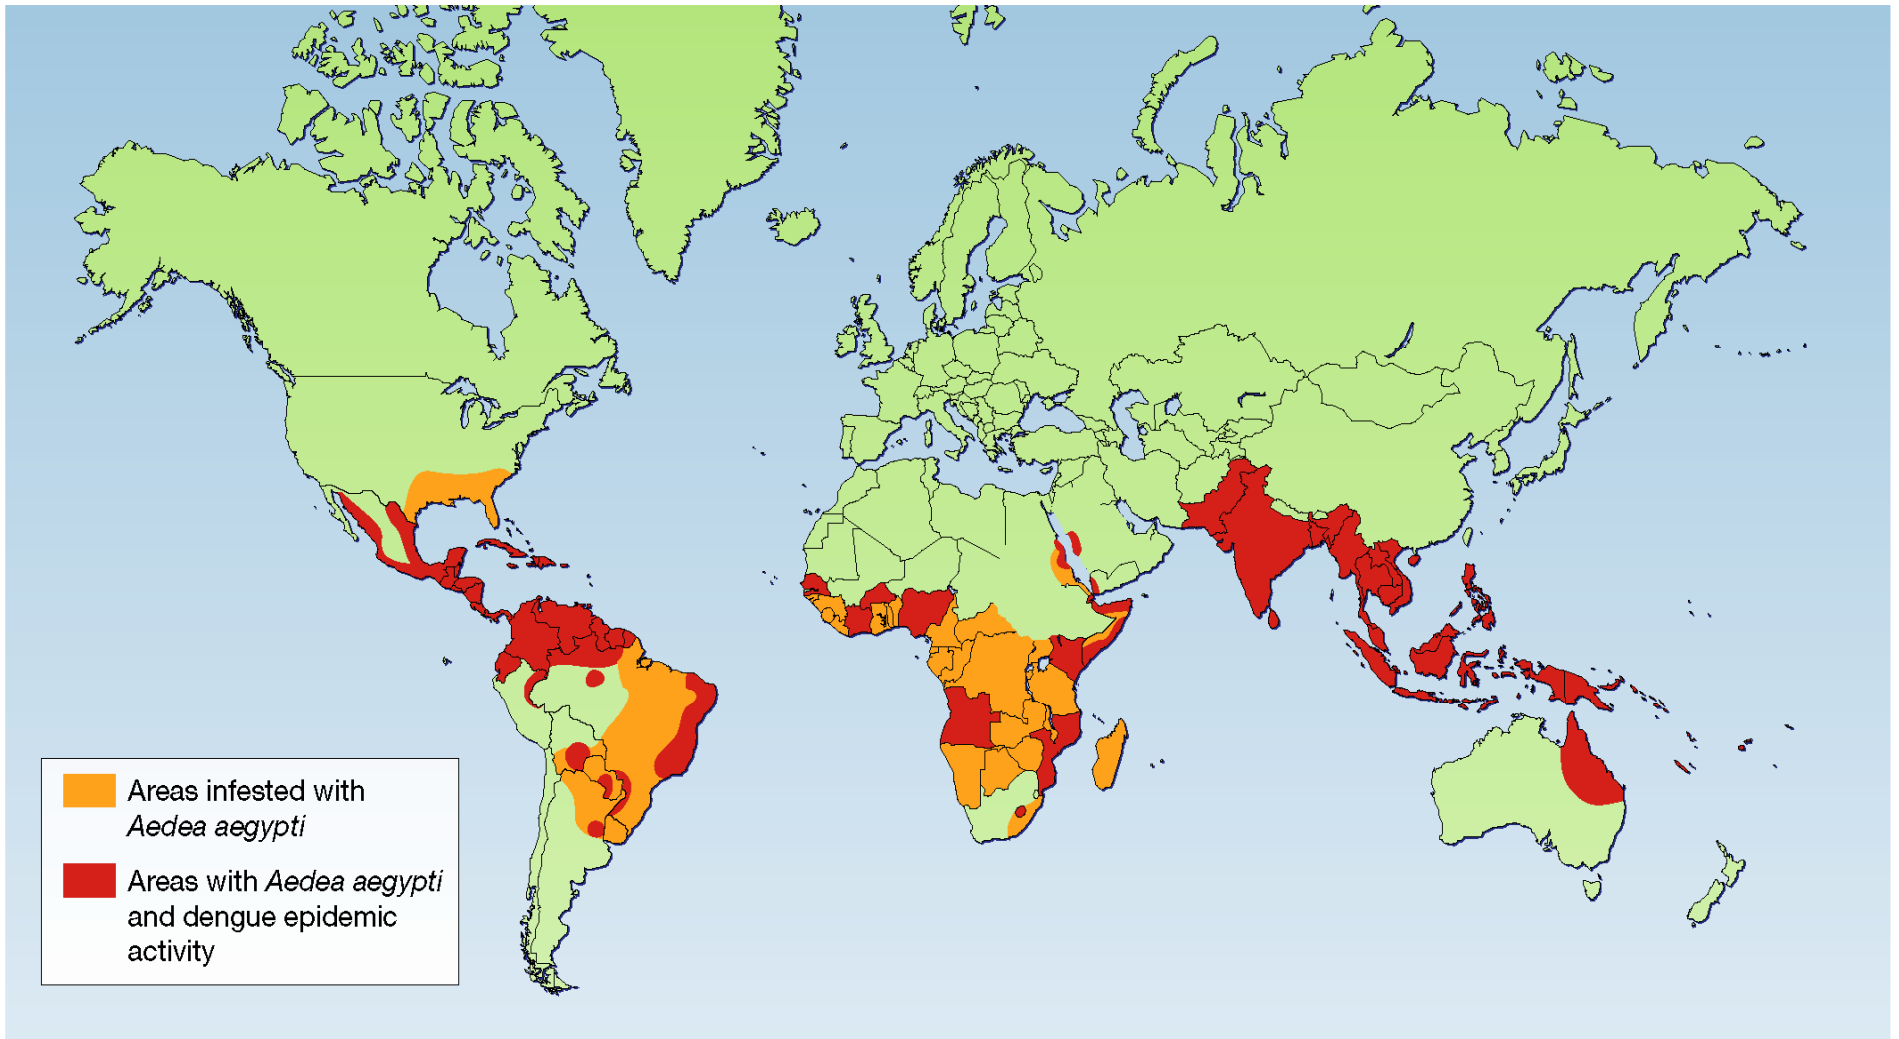 Areas infested with
Aedea aegypti
Areas with Aedea aegypti
and dengue epidemic
activity